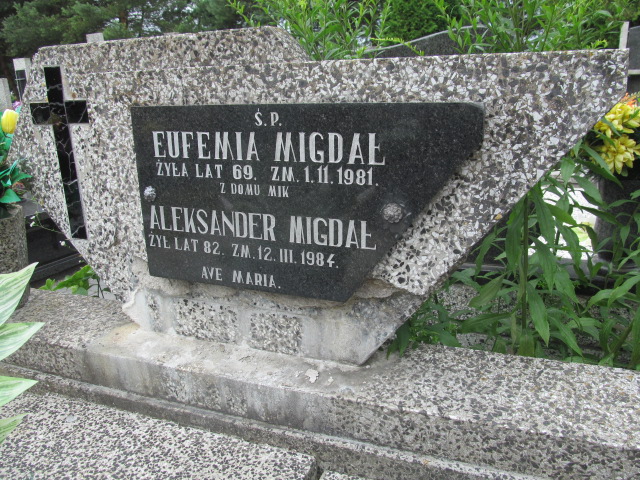 Ś.P.
EUFEMIA MIGDAŁ
ŻYŁA LAT 69. ZM. 1.11.1981.
Z DOMU MIK
ALEKSANDER MIGDAŁ
ŻYŁ LAT 82. ZM. 12.III.1984.
AVE MARIA.